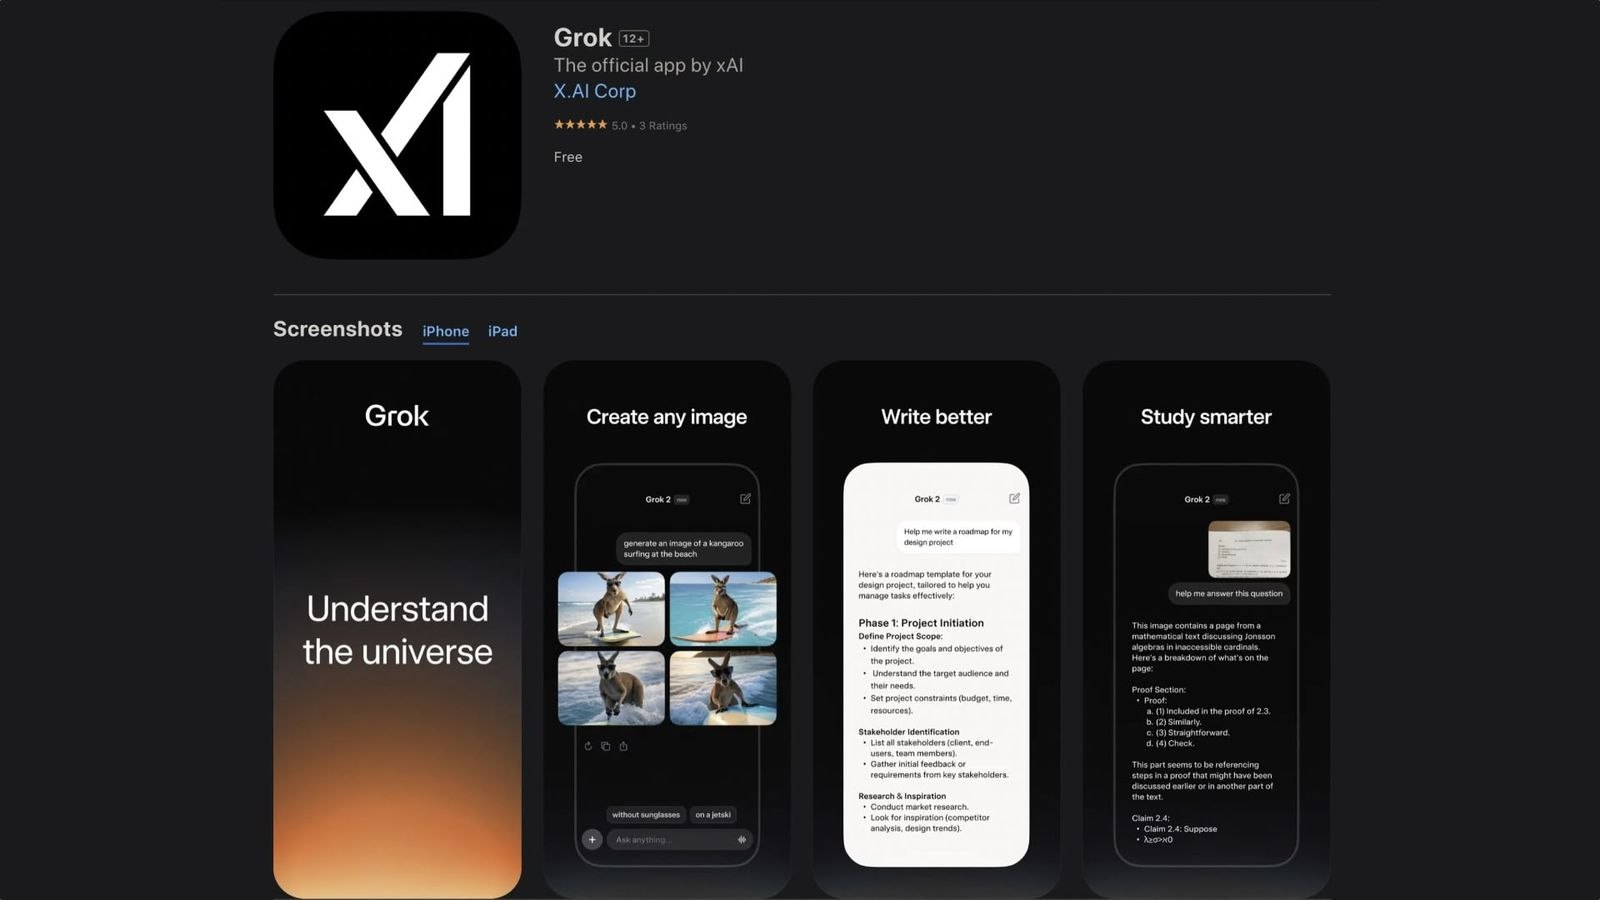 xAI
Grok 12+
The official app by xAI
X.AI Corp
★★★★★ 5.0 • 3 Ratings
Free
Screenshots iPhone iPad
Grok
Understand
the universe
Create any image
Grok 2 new
generate an image of a kangaroo
surfing at the beach
without sunglasses on a jetski
Ask anything...
Write better
Grok 2 new
Help me write a roadmap for my
design project
Here's a roadmap template for your
design project, tailored to help you
manage tasks effectively:
Phase 1: Project Initiation
Define Project Scope:
• Identify the goals and objectives of
the project.
• Understand the target audience and
their needs.
• Set project constraints (budget, time,
resources).
Stakeholder Identification
• List all stakeholders (client, end-
users, team members).
• Gather initial feedback or
requirements from key stakeholders.
Research & Inspiration
• Conduct market research.
• Look for inspiration (competitor
analysis, design trends).
Study smarter
Grok 2 new
help me answer this question
This image contains a page from a
mathematical text discussing Jonsson
algebras in inaccessible cardinals.
Here's a breakdown of what's on the
page:
Proof Section:
• Proof:
a. (1) Included in the proof of 2.3.
b. (2) Similarly.
c. (3) Straightforward.
d. (4) Check.
This part seems to be referencing
steps in a proof that might have been
discussed earlier or in another part of
the text.
Claim 2.4:
• Claim 2.4: Suppose
• λ≥σ>א0